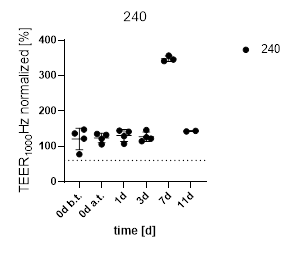 240
240
TEER1000Hz normalized [%]
400
300
200
100
0
0d b.t.
0d a.t.
1d
3d
7d
11d
time [d]